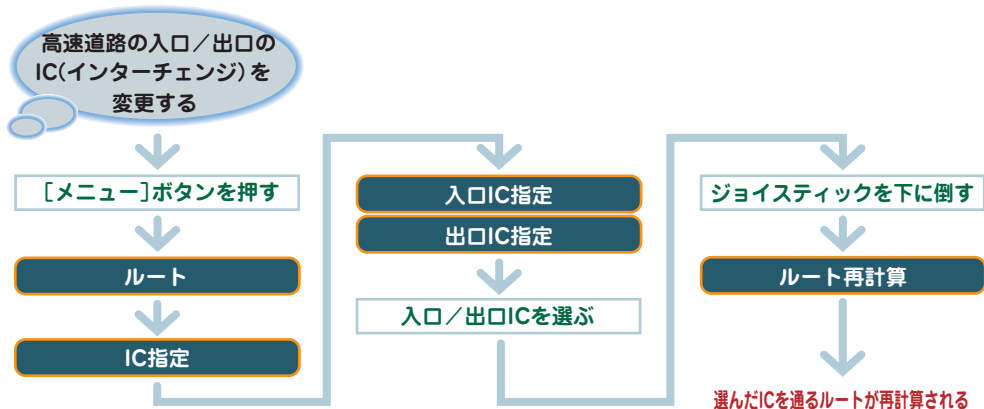 高速道路の入口／出口の
IC(インターチェンジ)を
変更する
［メニュー］ボタンを押す
ルート
IC指定
入口IC指定
出口IC指定
入口／出口ICを選ぶ
ジョイスティックを下に倒す
ルート再計算
選んだICを通るルートが再計算される